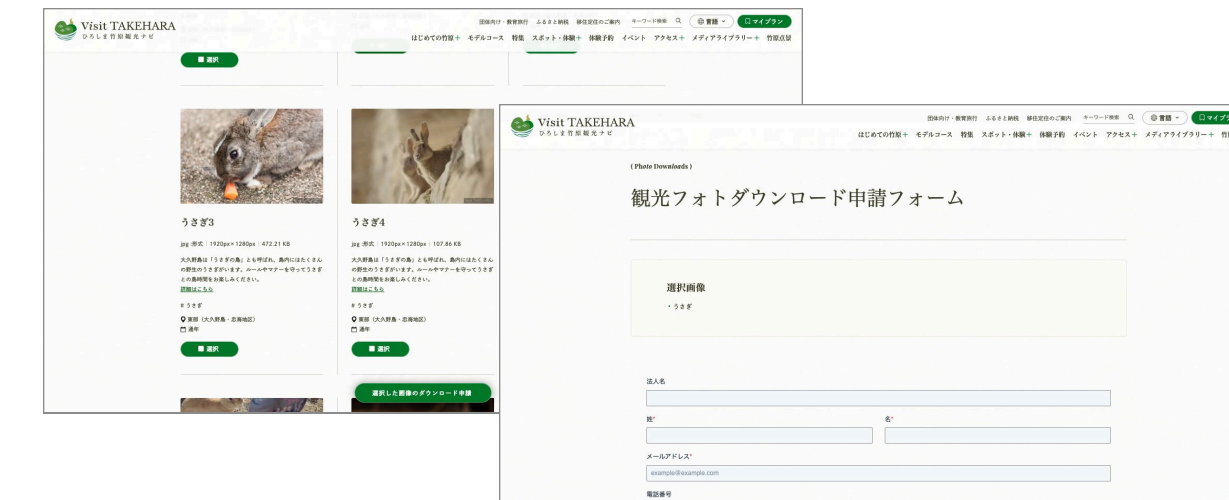 Visit TAKEHARA
ひろしま竹原観光ナビ
団体向け・教育旅行 ふるさと納税 移住定住のご案内 キーワード検索 言語 マイプラン
はじめての竹原+ モデルコース 特集 スポット・体験+ 体験予約 イベント アクセス+ メディアライブラリー+ 竹原点景
選択
うさぎ3
jpg :形式 | 1920px×1280px | 472.21 KB
大久野島は「うさぎの島」とも呼ばれ、島内にはたくさん
の野生のうさぎがいます。ルールやマナーを守ってうさぎ
との島時間をお楽しみください。
詳細はこちら
# うさぎ
東部（大久野島・忠海地区）
通年
選択
うさぎ4
jpg :形式 | 1920px×1280px | 107.86 KB
大久野島は「うさぎの島」とも呼ばれ、島内にはたくさん
の野生のうさぎがいます。ルールやマナーを守ってうさぎ
との島時間をお楽しみください。
詳細はこちら
# うさぎ
東部（大久野島・忠海地区）
通年
選択
選択した画像のダウンロード申請
Visit TAKEHARA
ひろしま竹原観光ナビ
団体向け・教育旅行 ふるさと納税 移住定住のご案内 キーワード検索 言語 マイプラ
はじめての竹原+ モデルコース 特集 スポット・体験+ 体験予約 イベント アクセス+ メディアライブラリー+ 竹
( Photo Downloads )
観光フォトダウンロード申請フォーム
選択画像
・うさぎ
法人名
姓*
名*
メールアドレス*
example@example.com
電話番号